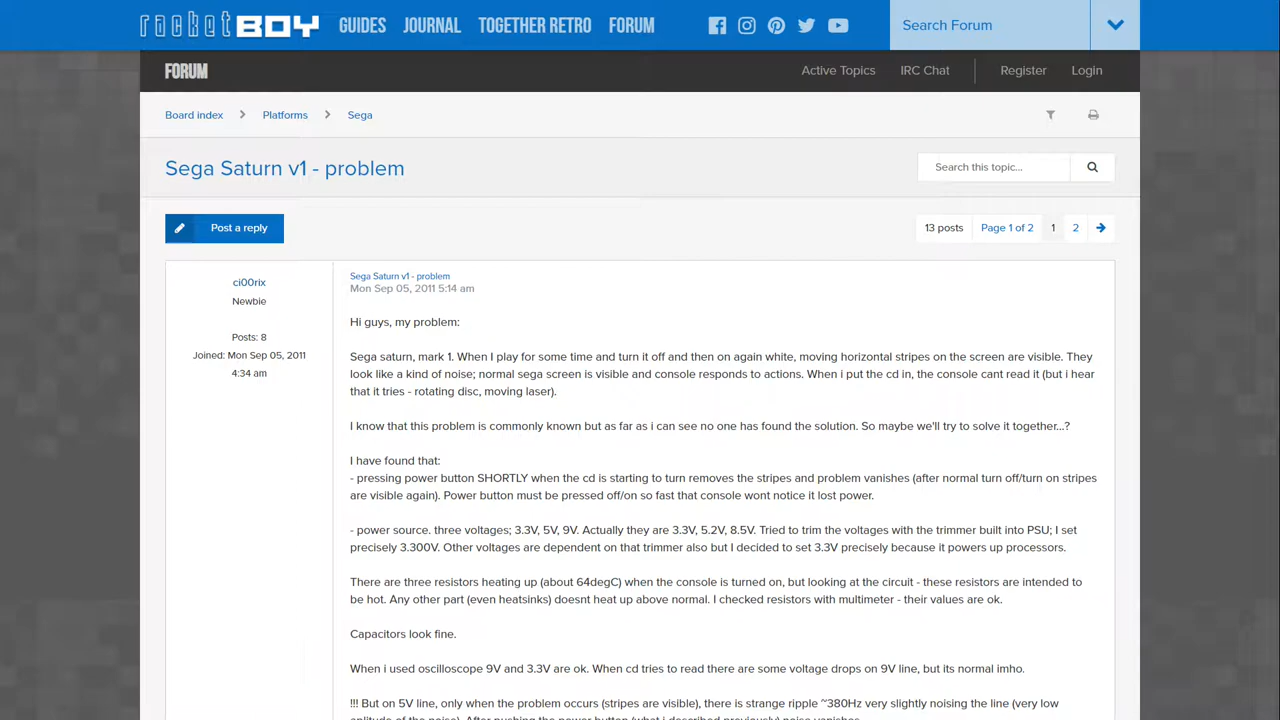 racketBOY GUIDES JOURNAL TOGETHER RETRO FORUM Search Forum
FORUM Active Topics IRC Chat Register Login
Board index Platforms Sega
Sega Saturn v1 - problem Search this topic...
Post a reply 13 posts Page 1 of 2 1 2
ci00rix
Newbie
Posts: 8
Joined: Mon Sep 05, 2011
4:34 am
Sega Saturn v1 - problem
Mon Sep 05, 2011 5:14 am
Hi guys, my problem:
Sega saturn, mark 1. When I play for some time and turn it off and then on again white, moving horizontal stripes on the screen are visible. They
look like a kind of noise; normal sega screen is visible and console responds to actions. When i put the cd in, the console cant read it (but i hear
that it tries - rotating disc, moving laser).
I know that this problem is commonly known but as far as i can see no one has found the solution. So maybe we'll try to solve it together...?
I have found that:
- pressing power button SHORTLY when the cd is starting to turn removes the stripes and problem vanishes (after normal turn off/turn on stripes
are visible again). Power button must be pressed off/on so fast that console wont notice it lost power.
- power source. three voltages; 3.3V, 5V, 9V. Actually they are 3.3V, 5.2V, 8.5V. Tried to trim the voltages with the trimmer built into PSU; I set
precisely 3.300V. Other voltages are dependent on that trimmer also but I decided to set 3.3V precisely because it powers up processors.
There are three resistors heating up (about 64degC) when the console is turned on, but looking at the circuit - these resistors are intended to
be hot. Any other part (even heatsinks) doesnt heat up above normal. I checked resistors with multimeter - their values are ok.
Capacitors look fine.
When i used oscilloscope 9V and 3.3V are ok. When cd tries to read there are some voltage drops on 9V line, but its normal imho.
!!! But on 5V line, only when the problem occurs (stripes are visible), there is strange ripple ~380Hz very slightly noising the line (very low